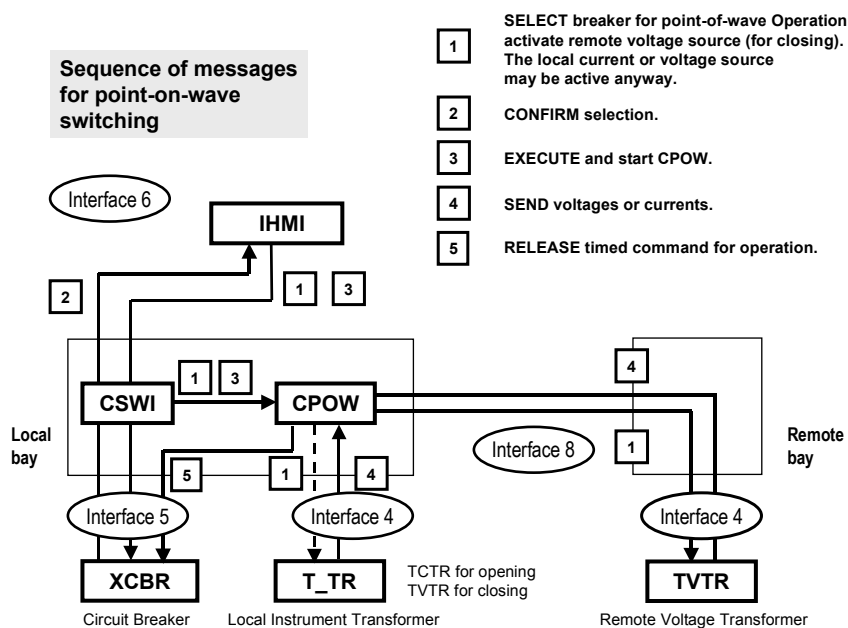 Sequence of messages
for point-on-wave
switching
1
SELECT breaker for point-of-wave Operation
activate remote voltage source (for closing).
The local current or voltage source
may be active anyway.
2
CONFIRM selection.
3
EXECUTE and start CPOW.
4
SEND voltages or currents.
5
RELEASE timed command for operation.
Interface 6
IHMI
2
1
3
Local
bay
CSWI
1
3
CPOW
5
1
4
Interface 8
4
1
Remote
bay
Interface 5
Interface 4
Interface 4
XCBR
T_TR
TCTR for opening
TVTR for closing
TVTR
Circuit Breaker
Local Instrument Transformer
Remote Voltage Transformer